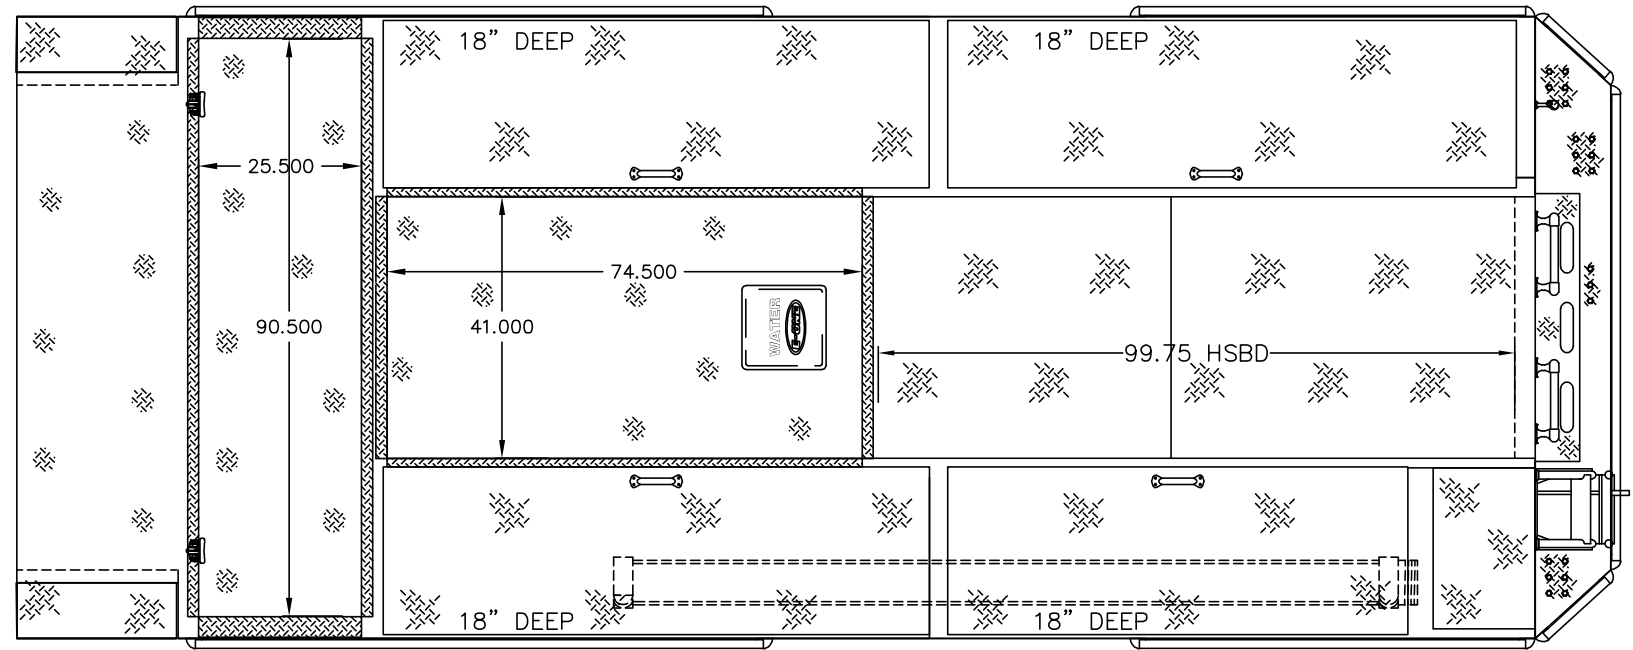 18” DEEP
18” DEEP
25.500
74.500
90.500
41.000
WATER
E-ONE
99.75 HSBD
18” DEEP
18” DEEP